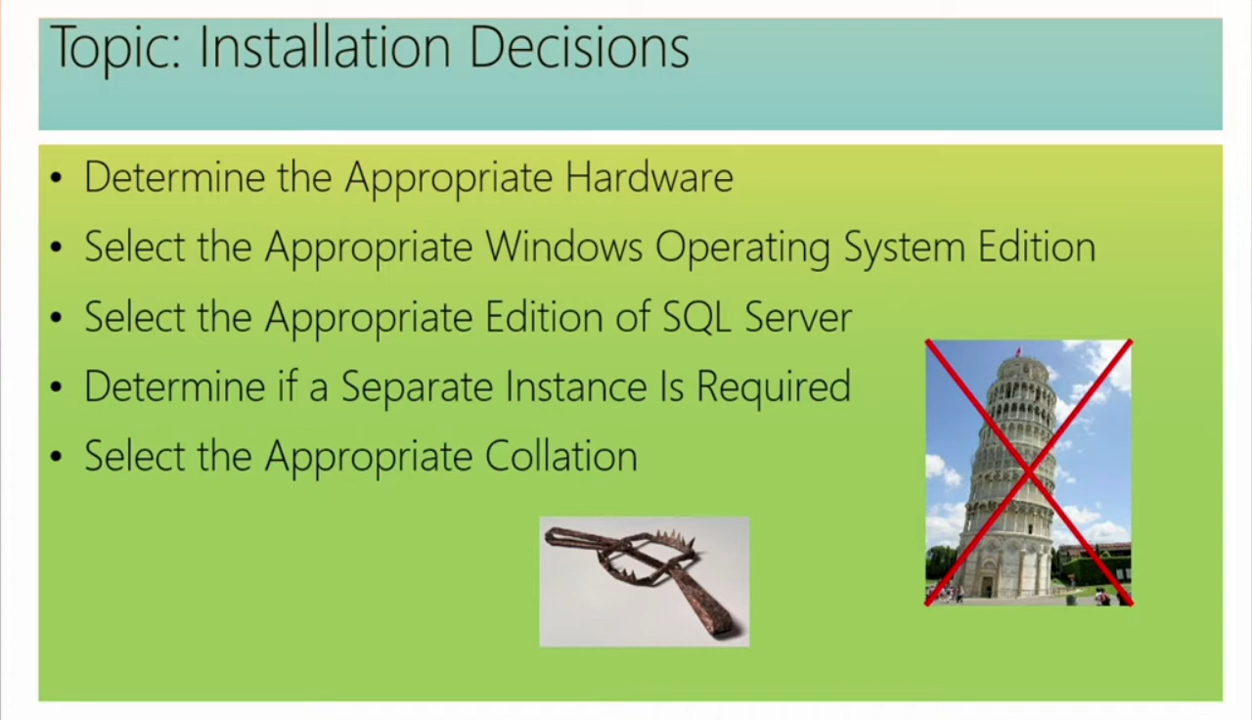 Topic: Installation Decisions
• Determine the Appropriate Hardware
• Select the Appropriate Windows Operating System Edition
• Select the Appropriate Edition of SQL Server
• Determine if a Separate Instance Is Required
• Select the Appropriate Collation